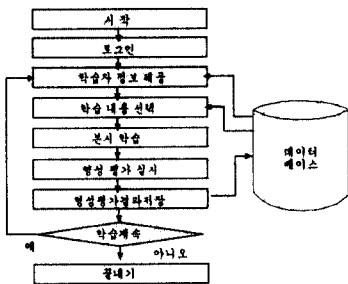 시 작
로그인
학습자 정보 제공
학습 내용 선택
본시 학습
형성 평가 실시
형성평가결과저장
학습계속
예
아니오
끝내기
데이터
베이스